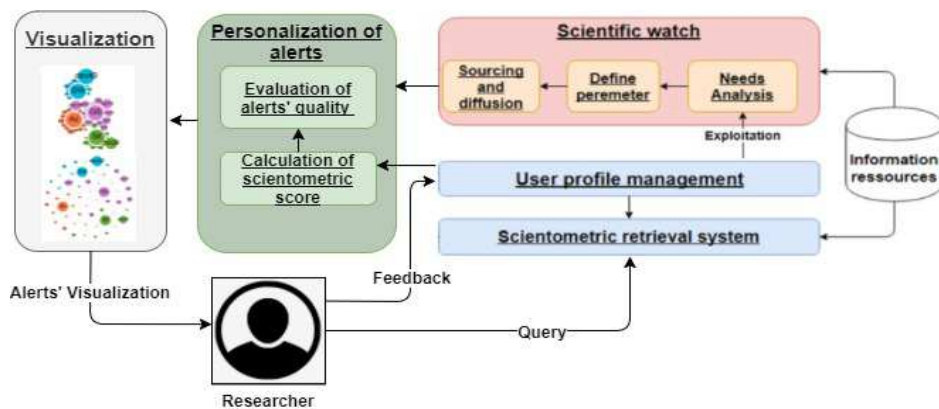 Visualization
Personalization of
alerts
Evaluation of
alerts' quality
Calculation of
scientometric
score
Scientific watch
Sourcing
and
diffusion
Define
peremeter
Needs
Analysis
Exploitation
Information
ressources
User profile management
Scientometric retrieval system
Feedback
Alerts' Visualization
Query
Researcher